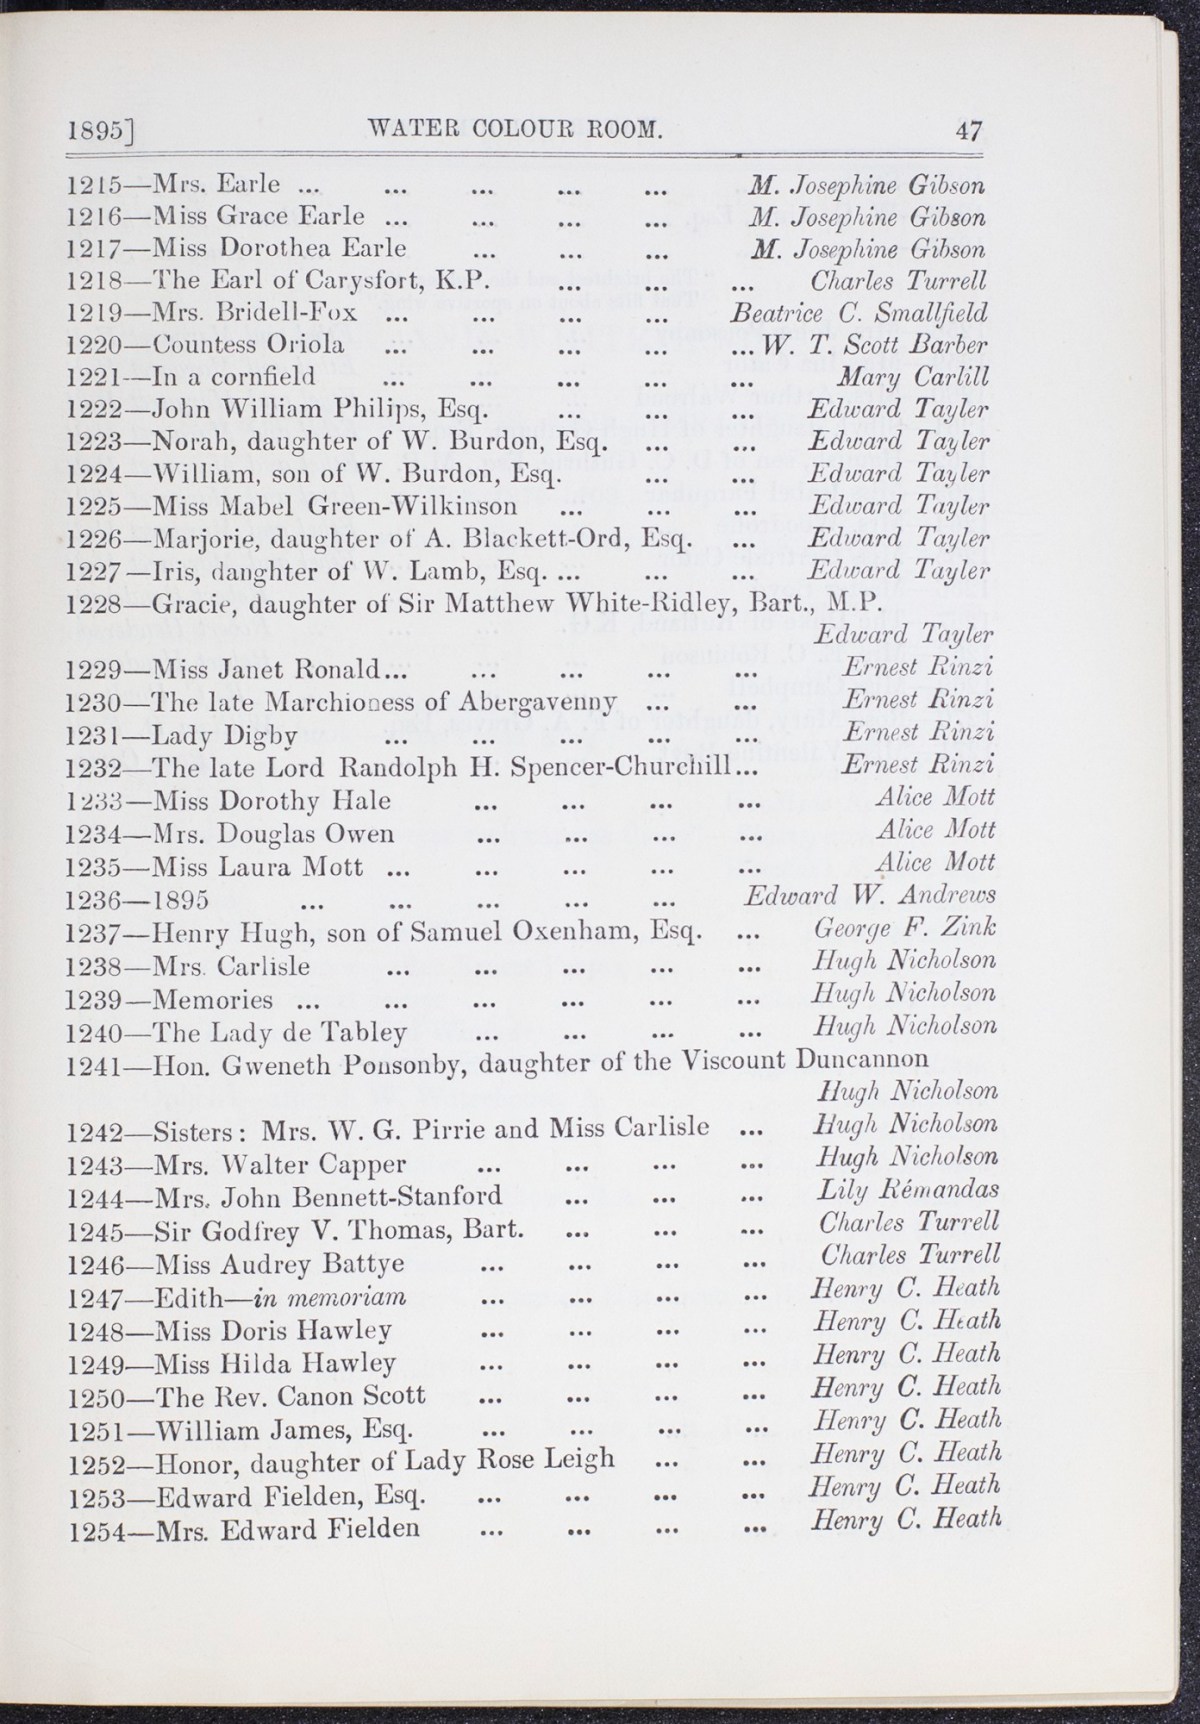 1895] WATER COLOUR ROOM. 47
1215—Mrs. Earle ... ... ... ... ... M. Josephine Gibson
1216—Miss Grace Earle ... ... ... ... M. Josephine Gibson
1217—Miss Dorothea Earle ... ... ... M. Josephine Gibson
1218—The Earl of Carysfort, K.P. ... ... ... Charles Turrell
1219—Mrs. Bridell-Fox ... ... ... ... Beatrice C. Smallfield
1220—Countess Oriola ... ... ... ... ... W. T. Scott Barber
1221—In a cornfield ... ... ... ... ... Mary Carlill
1222—John William Philips, Esq. ... ... ... Edward Tayler
1223—Norah, daughter of W. Burdon, Esq. ... ... Edward Tayler
1224—William, son of W. Burdon, Esq. ... ... Edward Tayler
1225—Miss Mabel Green-Wilkinson ... ... ... Edward Tayler
1226—Marjorie, daughter of A. Blackett-Ord, Esq. ... Edward Tayler
1227—Iris, danghter of W. Lamb, Esq. ... ... ... Edward Tayler
1228—Gracie, daughter of Sir Matthew White-Ridley, Bart., M.P.
Edward Tayler
1229—Miss Janet Ronald... ... ... ... ... Ernest Rinzi
1230—The late Marchioness of Abergavenny ... ... Ernest Rinzi
1231—Lady Digby ... ... ... ... ... Ernest Rinzi
1232—The late Lord Randolph H. Spencer-Churchill... Ernest Rinzi
1233—Miss Dorothy Hale ... ... ... ... Alice Mott
1234—Mrs. Douglas Owen ... ... ... ... Alice Mott
1235—Miss Laura Mott ... ... ... ... ... Alice Mott
1236—1895 ... ... ... ... ... Edward W. Andrews
1237—Henry Hugh, son of Samuel Oxenham, Esq. ... George F. Zink
1238—Mrs. Carlisle ... ... ... ... ... Hugh Nicholson
1239—Memories ... ... ... ... ... ... Hugh Nicholson
1240—The Lady de Tabley ... ... ... ... Hugh Nicholson
1241—Hon. Gweneth Ponsonby, daughter of the Viscount Duncannon
Hugh Nicholson
1242—Sisters: Mrs. W. G. Pirrie and Miss Carlisle ... Hugh Nicholson
1243—Mrs. Walter Capper ... ... ... ... Hugh Nicholson
1244—Mrs. John Bennett-Stanford ... ... ... Lily Rémandas
1245—Sir Godfrey V. Thomas, Bart. ... ... ... Charles Turrell
1246—Miss Audrey Battye ... ... ... ... Charles Turrell
1247—Edith—in memoriam ... ... ... ... Henry C. Heath
1248—Miss Doris Hawley ... ... ... ... Henry C. Heath
1249—Miss Hilda Hawley ... ... ... ... Henry C. Heath
1250—The Rev. Canon Scott ... ... ... ... Henry C. Heath
1251—William James, Esq. ... ... ... ... Henry C. Heath
1252—Honor, daughter of Lady Rose Leigh ... ... Henry C. Heath
1253—Edward Fielden, Esq. ... ... ... ... Henry C. Heath
1254—Mrs. Edward Fielden ... ... ... ... Henry C. Heath